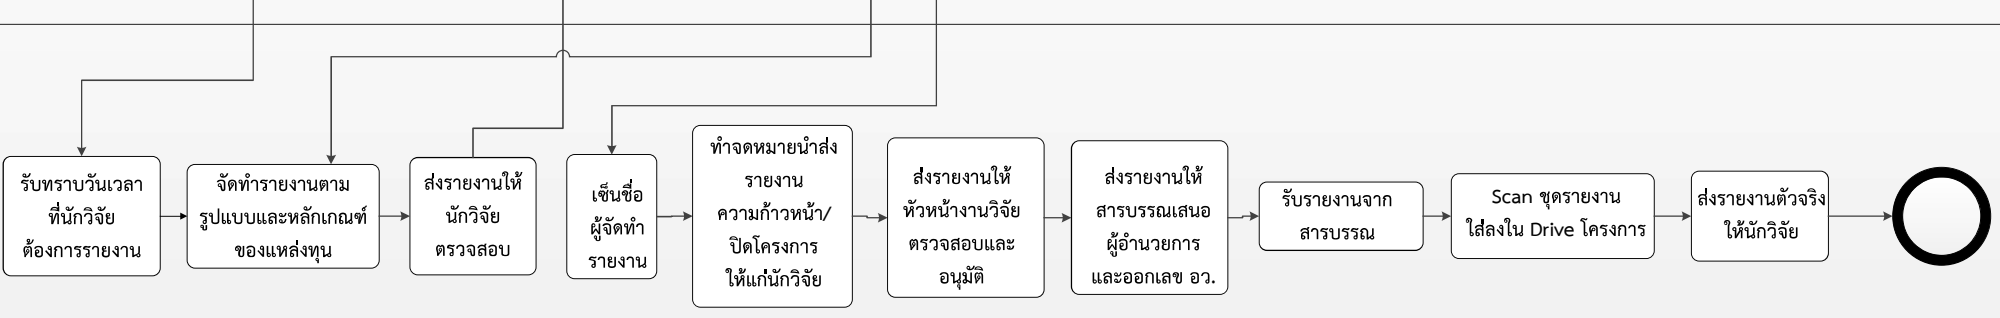 รับทราบวันเวลา
ที่นักวิจัย
ต้องการรายงาน
จัดทำรายงานตาม
รูปแบบและหลักเกณฑ์
ของแหล่งทุน
ส่งรายงานให้
นักวิจัย
ตรวจสอบ
เซ็นชื่อ
ผู้จัดทำ
รายงาน
ทำจดหมายนำส่ง
รายงาน
ความก้าวหน้า/
ปิดโครงการ
ให้แก่นักวิจัย
ส่งรายงานให้
หัวหน้างานวิจัย
ตรวจสอบและ
อนุมัติ
ส่งรายงานให้
สารบรรณเสนอ
ผู้อำนวยการ
และออกเลข อว.
รับรายงานจาก
สารบรรณ
Scan ชุดรายงาน
ใส่ลงใน Drive โครงการ
ส่งรายงานตัวจริง
ให้นักวิจัย